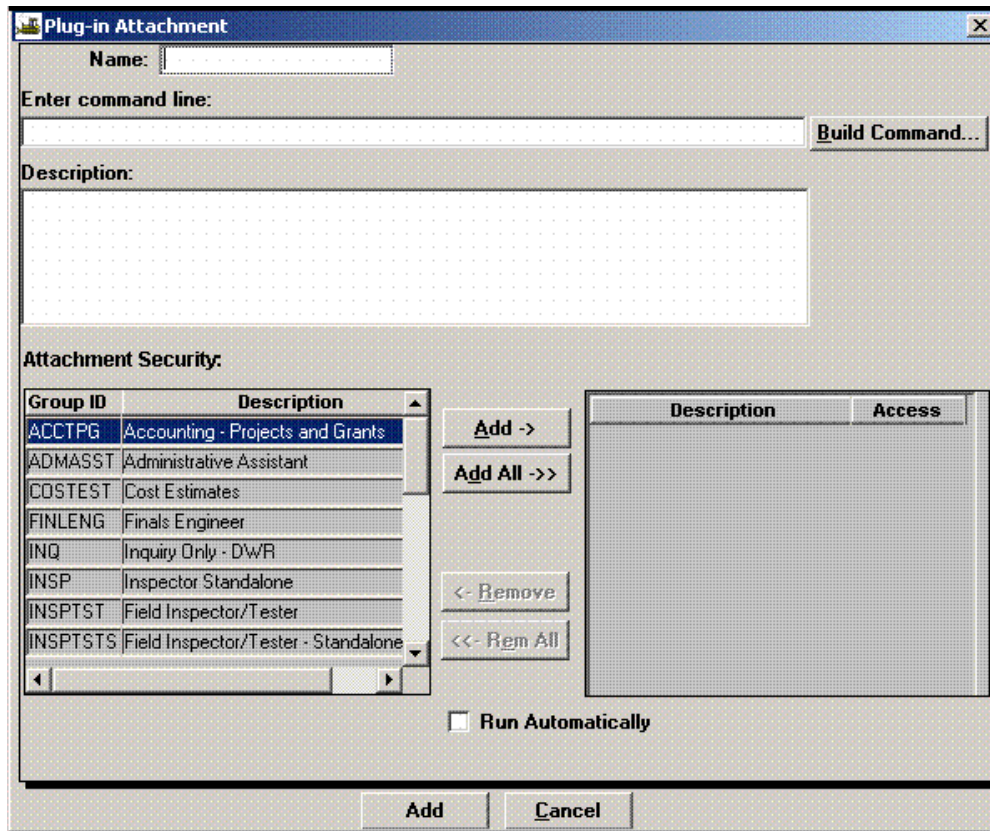 Plug-in Attachment
Name:
Enter command line:
Build Command...
Description:
Attachment Security:
Group ID Description
ACCTPG Accounting - Projects and Grants
ADMASST Administrative Assistant
COSTEST Cost Estimates
FINLENG Finals Engineer
INQ Inquiry Only - DWR
INSP Inspector Standalone
INSPTST Field Inspector/Tester
INSPTSTS Field Inspector/Tester - Standalone
Add ->
Add All ->>
<- Remove
<<- Rem All
Description Access
Run Automatically
Add Cancel